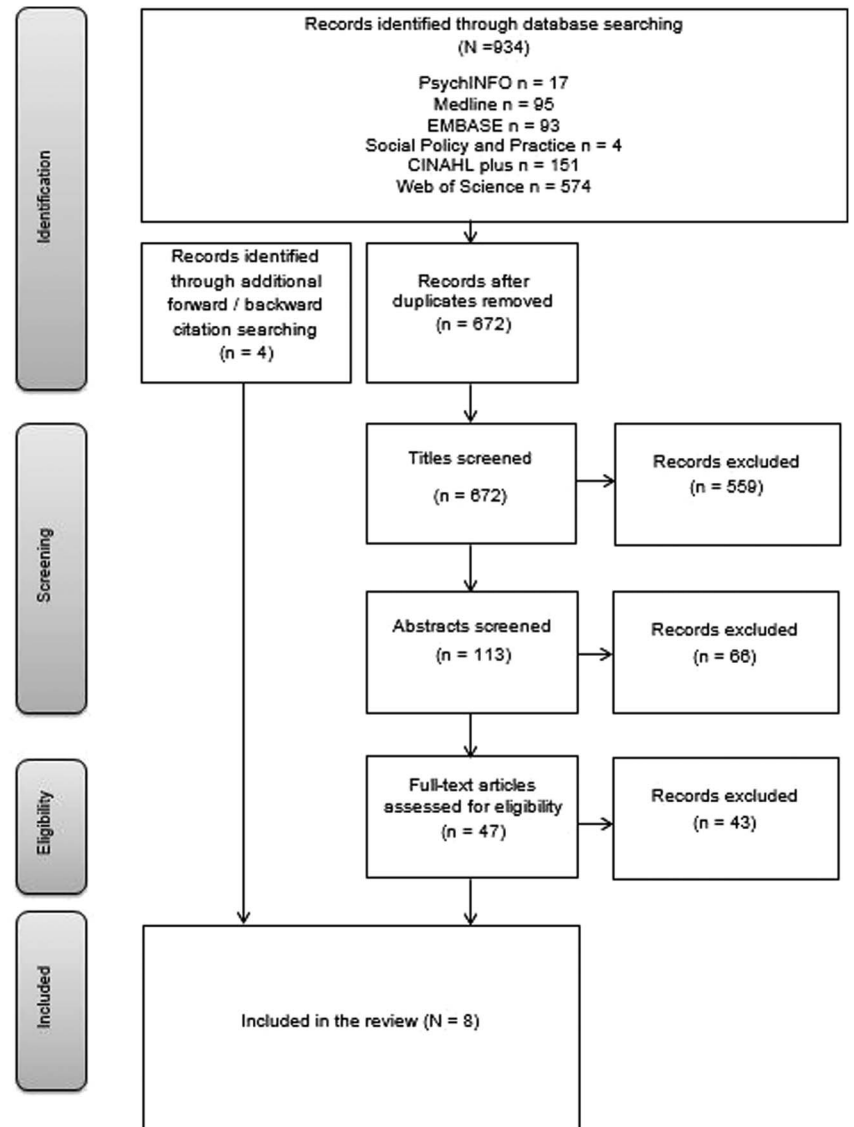 Identification
Records identified through database searching
(N =934)
PsychINFO n = 17
Medline n = 95
EMBASE n = 93
Social Policy and Practice n = 4
CINAHL plus n = 151
Web of Science n = 574
Records identified
through additional
forward / backward
citation searching
(n = 4)
Records after
duplicates removed
(n = 672)
Screening
Titles screened
(n = 672)
Records excluded
(n = 559)
Abstracts screened
(n = 113)
Records excluded
(n = 66)
Eligibility
Full-text articles
assessed for eligibility
(n = 47)
Records excluded
(n = 43)
Included
Included in the review (N = 8)